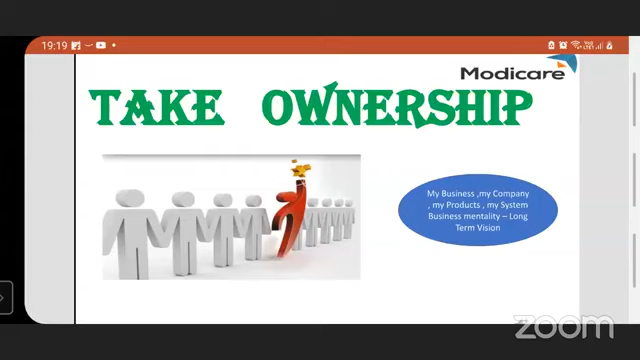 19:19
Modicare
TAKE OWNERSHIP
My Business ,my Company
, my Products , my System
Business mentality – Long
Term Vision
zoom